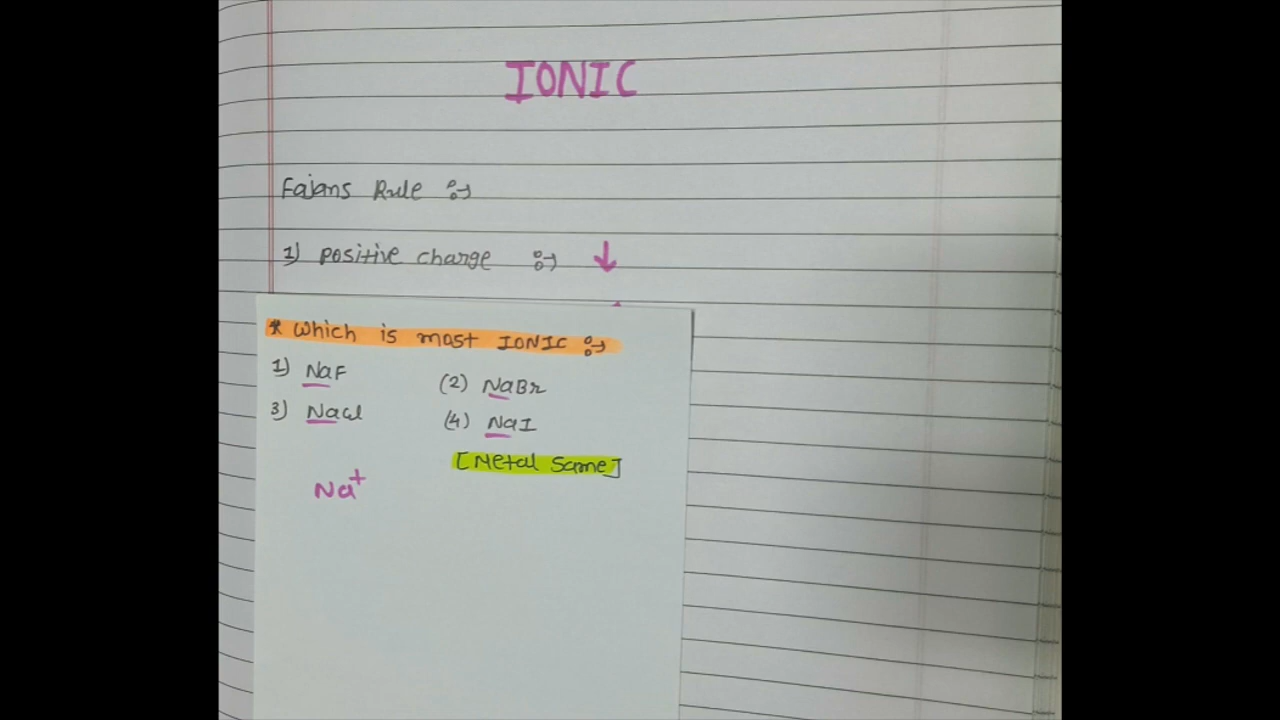 IONIC
Fajans Rule :→
1) positive charge :→ ↓
* Which is most IONIC :→
1) NaF (2) NaBr
3) NaCl (4) NaI
[Metal Same]
Na⁺